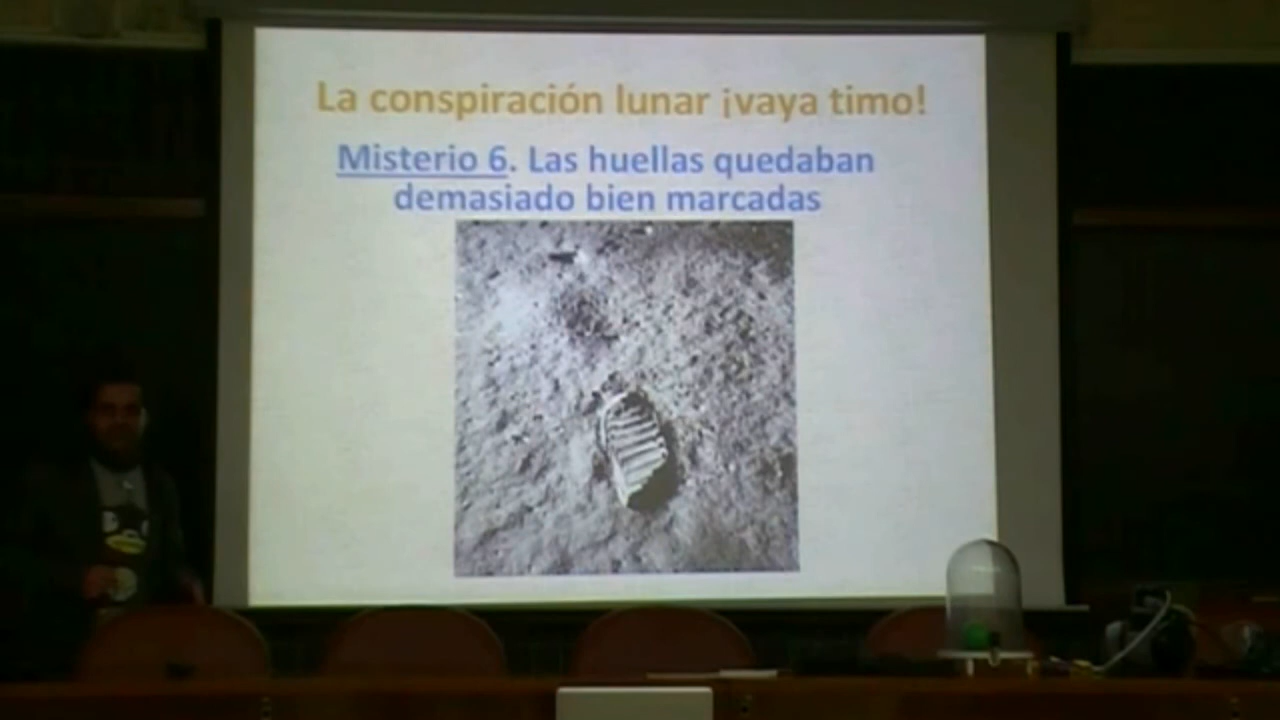 La conspiración lunar ¡vaya timo!
Misterio 6. Las huellas quedaban
demasiado bien marcadas